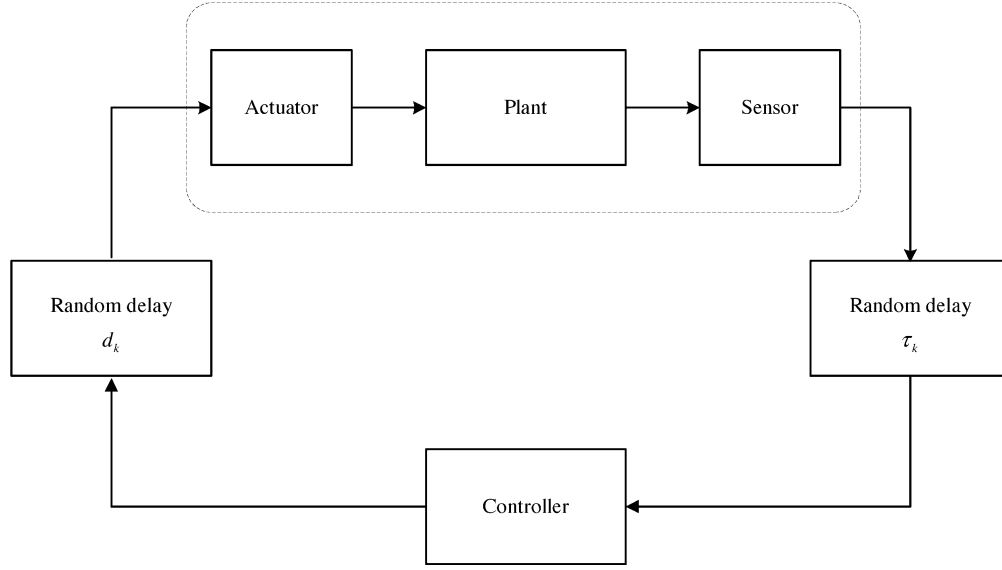 Actuator
Plant
Sensor
Random delay
d_k
Random delay
τ_k
Controller